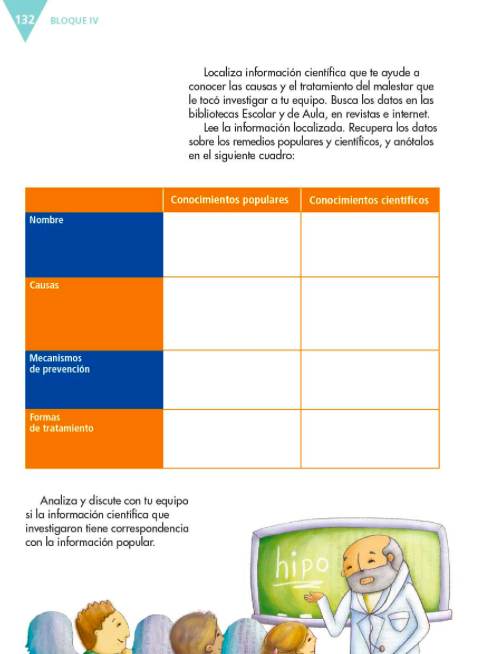 132 BLOQUE IV
Localiza información científica que te ayude a
conocer las causas y el tratamiento del malestar que
le tocó investigar a tu equipo. Busca los datos en las
bibliotecas Escolar y de Aula, en revistas e internet.
Lee la información localizada. Recupera los datos
sobre los remedios populares y científicos, y anótalos
en el siguiente cuadro:
Conocimientos populares Conocimientos científicos
Nombre
Causas
Mecanismos
de prevención
Formas
de tratamiento
Analiza y discute con tu equipo
si la información científica que
investigaron tiene correspondencia
con la información popular.
hipo